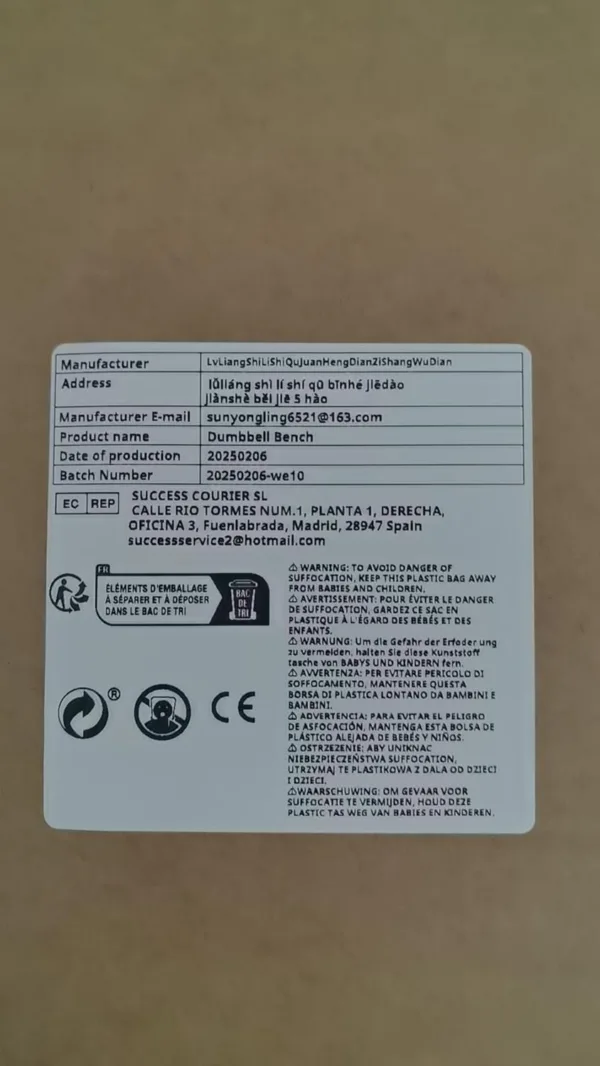 Manufacturer LvLiangShiLiShiQuJuanHengDianZiShangWuDian
Address lǚliáng shì lí shí qū bīnhé jiēdào
jiànshè běi jiē 5 hào
Manufacturer E-mail sunyongling6521@163.com
Product name Dumbbell Bench
Date of production 20250206
Batch Number 20250206-we10
EC REP SUCCESS COURIER SL
CALLE RIO TORMES NUM.1, PLANTA 1, DERECHA,
OFICINA 3, Fuenlabrada, Madrid, 28947 Spain
successservice2@hotmail.com
FR
ÉLÉMENTS D'EMBALLAGE
À SÉPARER ET À DÉPOSER
DANS LE BAC DE TRI
BAC
DE
TRI
®
CE
⚠ WARNING: TO AVOID DANGER OF
SUFFOCATION, KEEP THIS PLASTIC BAG AWAY
FROM BABIES AND CHILDREN.
⚠ AVERTISSEMENT: POUR ÉVITER LE DANGER
DE SUFFOCATION, GARDEZ CE SAC EN
PLASTIQUE À L'ÉGARD DES BÉBÉS ET DES
ENFANTS.
⚠ WARNUNG: Um die Gefahr der Erfoder ung
zu vermeiden, halten Sie diese Kunststoff
tasche von BABYS UND KINDERN fern.
⚠ AVVERTENZA: PER EVITARE PERICOLO DI
SOFFOCAMENTO, MANTENERE QUESTA
BORSA DI PLASTICA LONTANO DA BAMBINI E
BAMBINI.
⚠ ADVERTENCIA: PARA EVITAR EL PELIGRO
DE ASFOCACIÓN, MANTENGA ESTA BOLSA DE
PLÁSTICO ALEJADA DE BEBÉS Y NIÑOS.
⚠ OSTRZEZENIE: ABY UNIKNAC
NIEBEZPIECZEŃSTWA SUFFOCATION,
UTRZYMAJ TE PLASTIKOWA Z DALA OD DZIECI
I DZIECI.
⚠WAARSCHUWING: OM GEVAAR VOOR
SUFFOCATIE TE VERMIJDEN, HOUD DEZE
PLASTIC TAS WEG VAN BABIES EN KINDEREN.